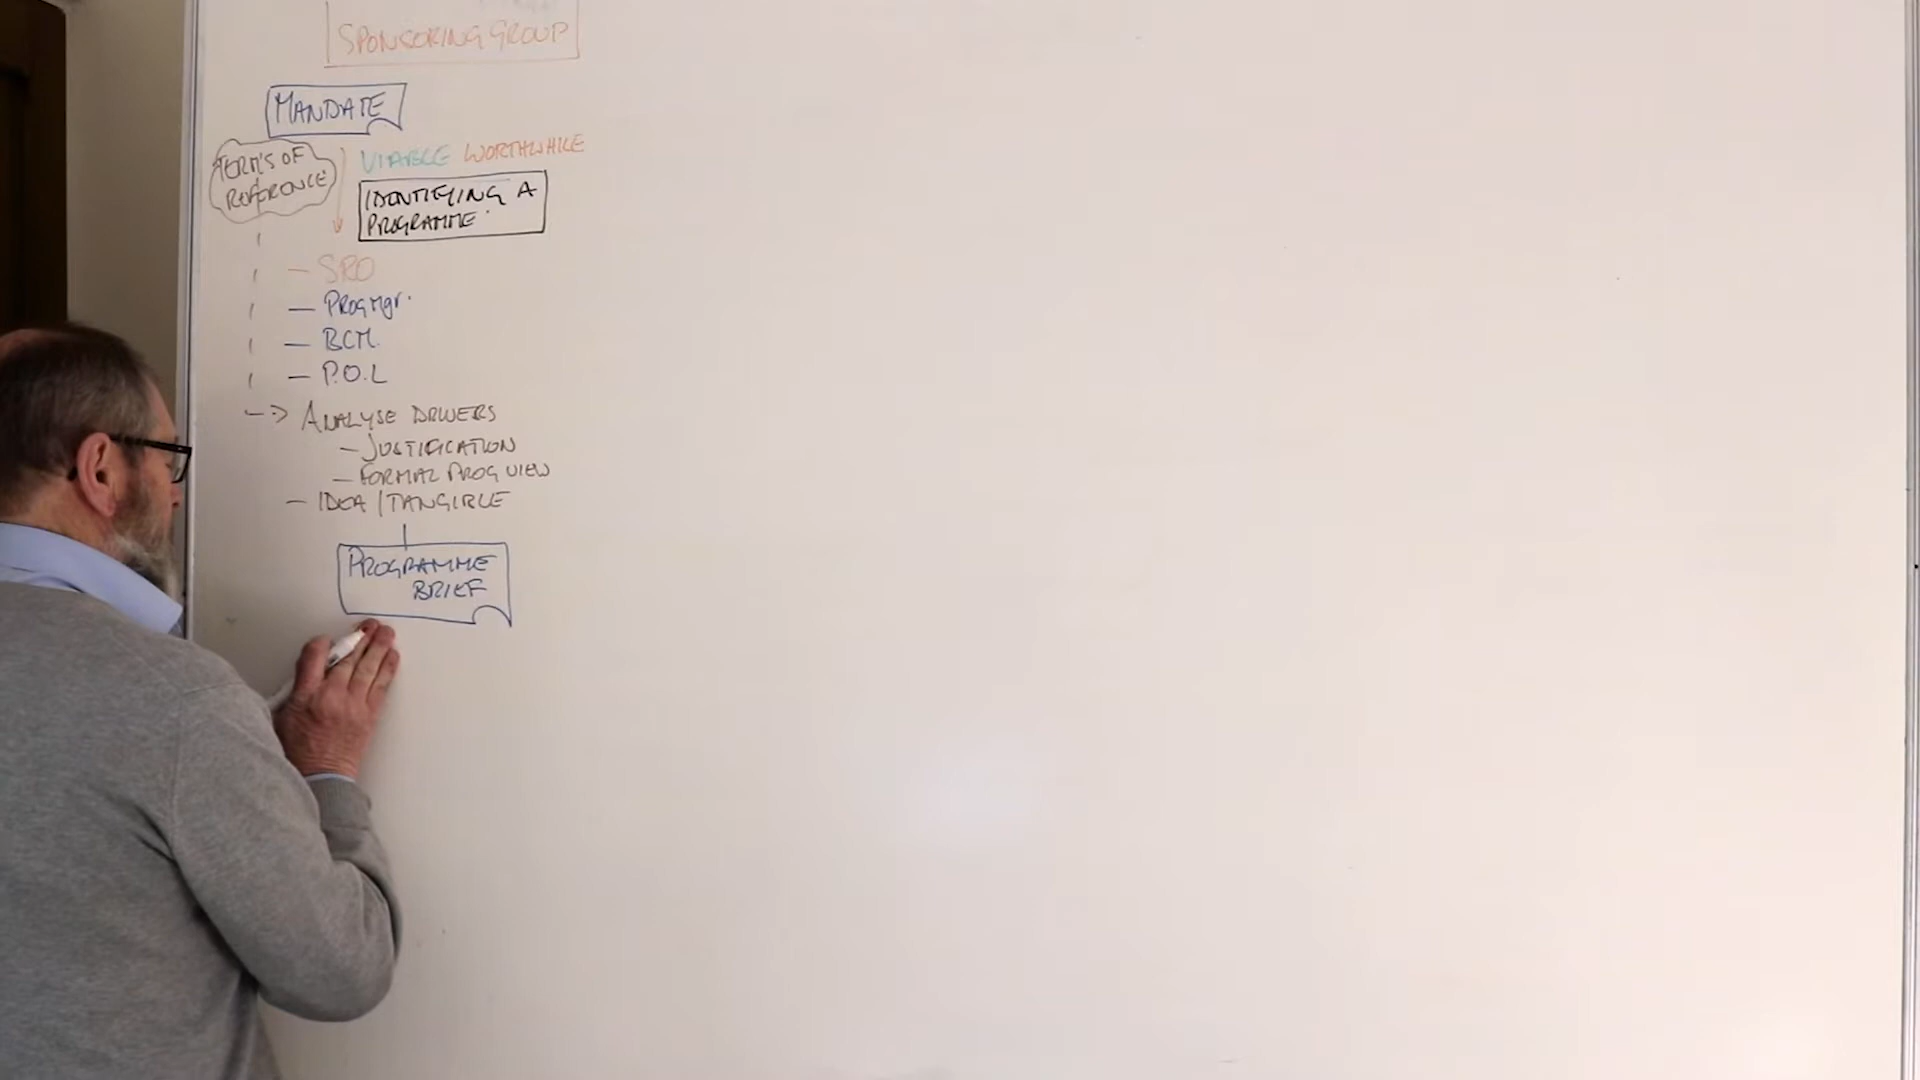 SPONSORING GROUP
MANDATE
TERM'S OF
REFERENCE
VIABLE WORTHWHILE
IDENTIFYING A
PROGRAMME.
— SRO
— PROG Mgr.
— BCM.
— P.O.L
--> ANALYSE DRIVERS
— JUSTIFICATION
— FORMAL PROG VIEW
— IDEA / TANGIBLE
PROGRAMME
BRIEF